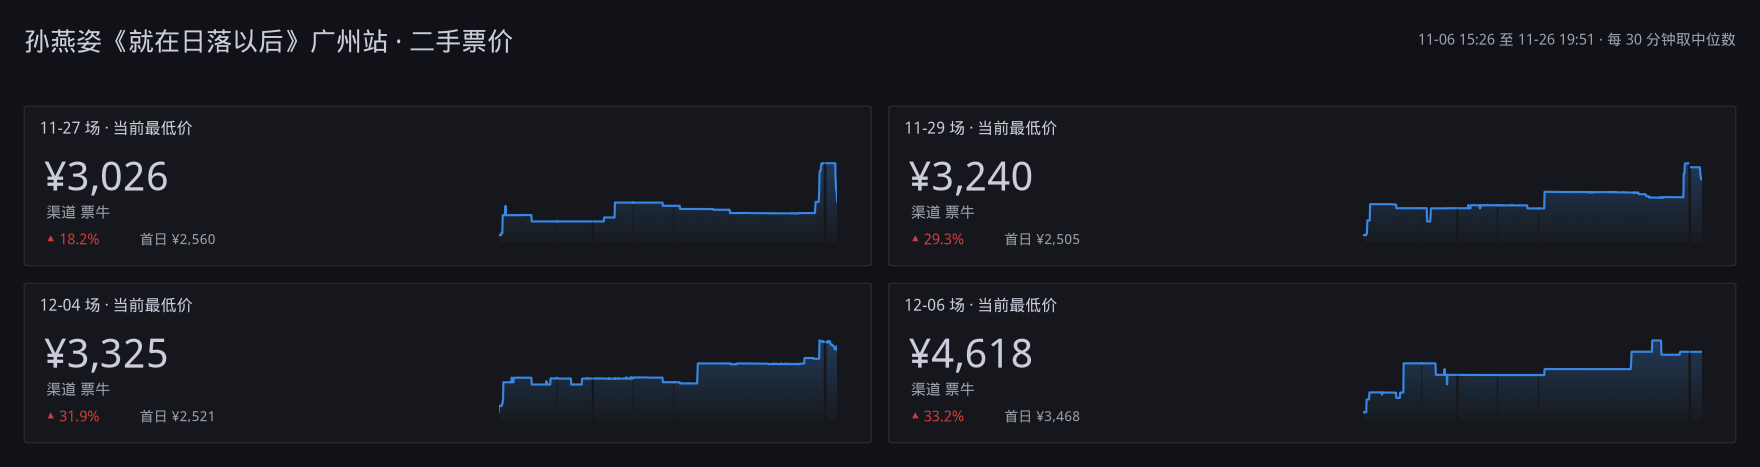 孙燕姿《就在日落以后》广州站 · 二手票价
11-06 15:26 至 11-26 19:51 · 每 30 分钟取中位数
11-27 场 · 当前最低价
¥3,026
渠道 票牛
▲ 18.2% 首日 ¥2,560
11-29 场 · 当前最低价
¥3,240
渠道 票牛
▲ 29.3% 首日 ¥2,505
12-04 场 · 当前最低价
¥3,325
渠道 票牛
▲ 31.9% 首日 ¥2,521
12-06 场 · 当前最低价
¥4,618
渠道 票牛
▲ 33.2% 首日 ¥3,468